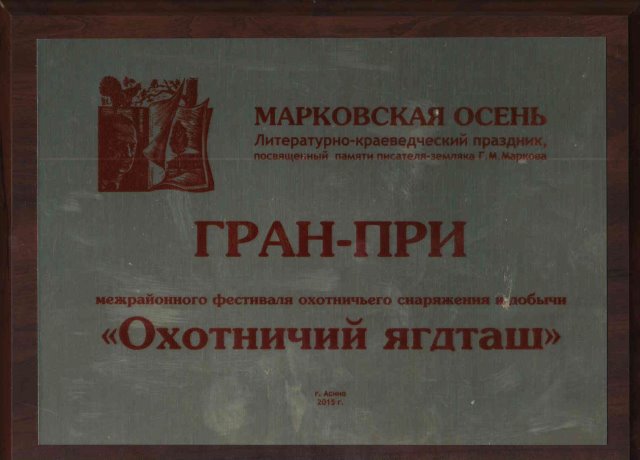 МАРКОВСКАЯ ОСЕНЬ
Литературно-краеведческий праздник,
посвященный памяти писателя-земляка Г.М.Маркова
ГРАН-ПРИ
межрайонного фестиваля охотничьего снаряжения и добычи
«Охотничий ягдташ»
г. Асино
2015 г.